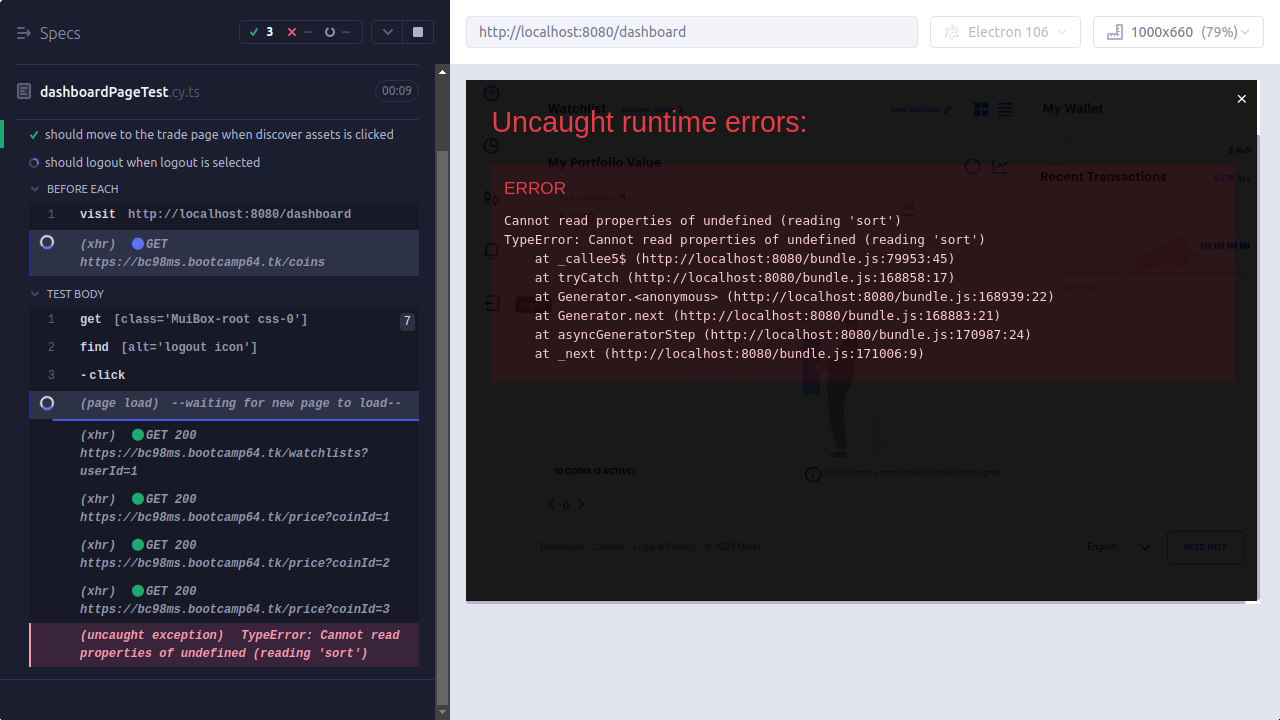 Specs
3
--
--
http://localhost:8080/dashboard
Electron 106
1000x660 (79%)
dashboardPageTest.cy.ts
00:09
should move to the trade page when discover assets is clicked
should logout when logout is selected
BEFORE EACH
1 visit http://localhost:8080/dashboard
(xhr) GET
https://bc98ms.bootcamp64.tk/coins
TEST BODY
1 get [class='MuiBox-root css-0'] 7
2 find [alt='logout icon']
3 -click
(page load) --waiting for new page to load--
(xhr) GET 200
https://bc98ms.bootcamp64.tk/watchlists?
userId=1
(xhr) GET 200
https://bc98ms.bootcamp64.tk/price?coinId=1
(xhr) GET 200
https://bc98ms.bootcamp64.tk/price?coinId=2
(xhr) GET 200
https://bc98ms.bootcamp64.tk/price?coinId=3
(uncaught exception) TypeError: Cannot read
properties of undefined (reading 'sort')
Watchlist
View Watchlist
My Wallet
Uncaught runtime errors:
My Portfolio Value
$ NaN
Recent Transactions
VIEW ALL
ERROR
Cannot read properties of undefined (reading 'sort')
TypeError: Cannot read properties of undefined (reading 'sort')
at _callee5$ (http://localhost:8080/bundle.js:79953:45)
at tryCatch (http://localhost:8080/bundle.js:168858:17)
at Generator.<anonymous> (http://localhost:8080/bundle.js:168939:22)
at Generator.next (http://localhost:8080/bundle.js:168883:21)
at asyncGeneratorStep (http://localhost:8080/bundle.js:170987:24)
at _next (http://localhost:8080/bundle.js:171006:9)
10 COINS (3 ACTIVE)
Click on currency name below to display it on the graph
0
Dashboard Careers Legal & Privacy © 2023 Minet
English
NEED HELP